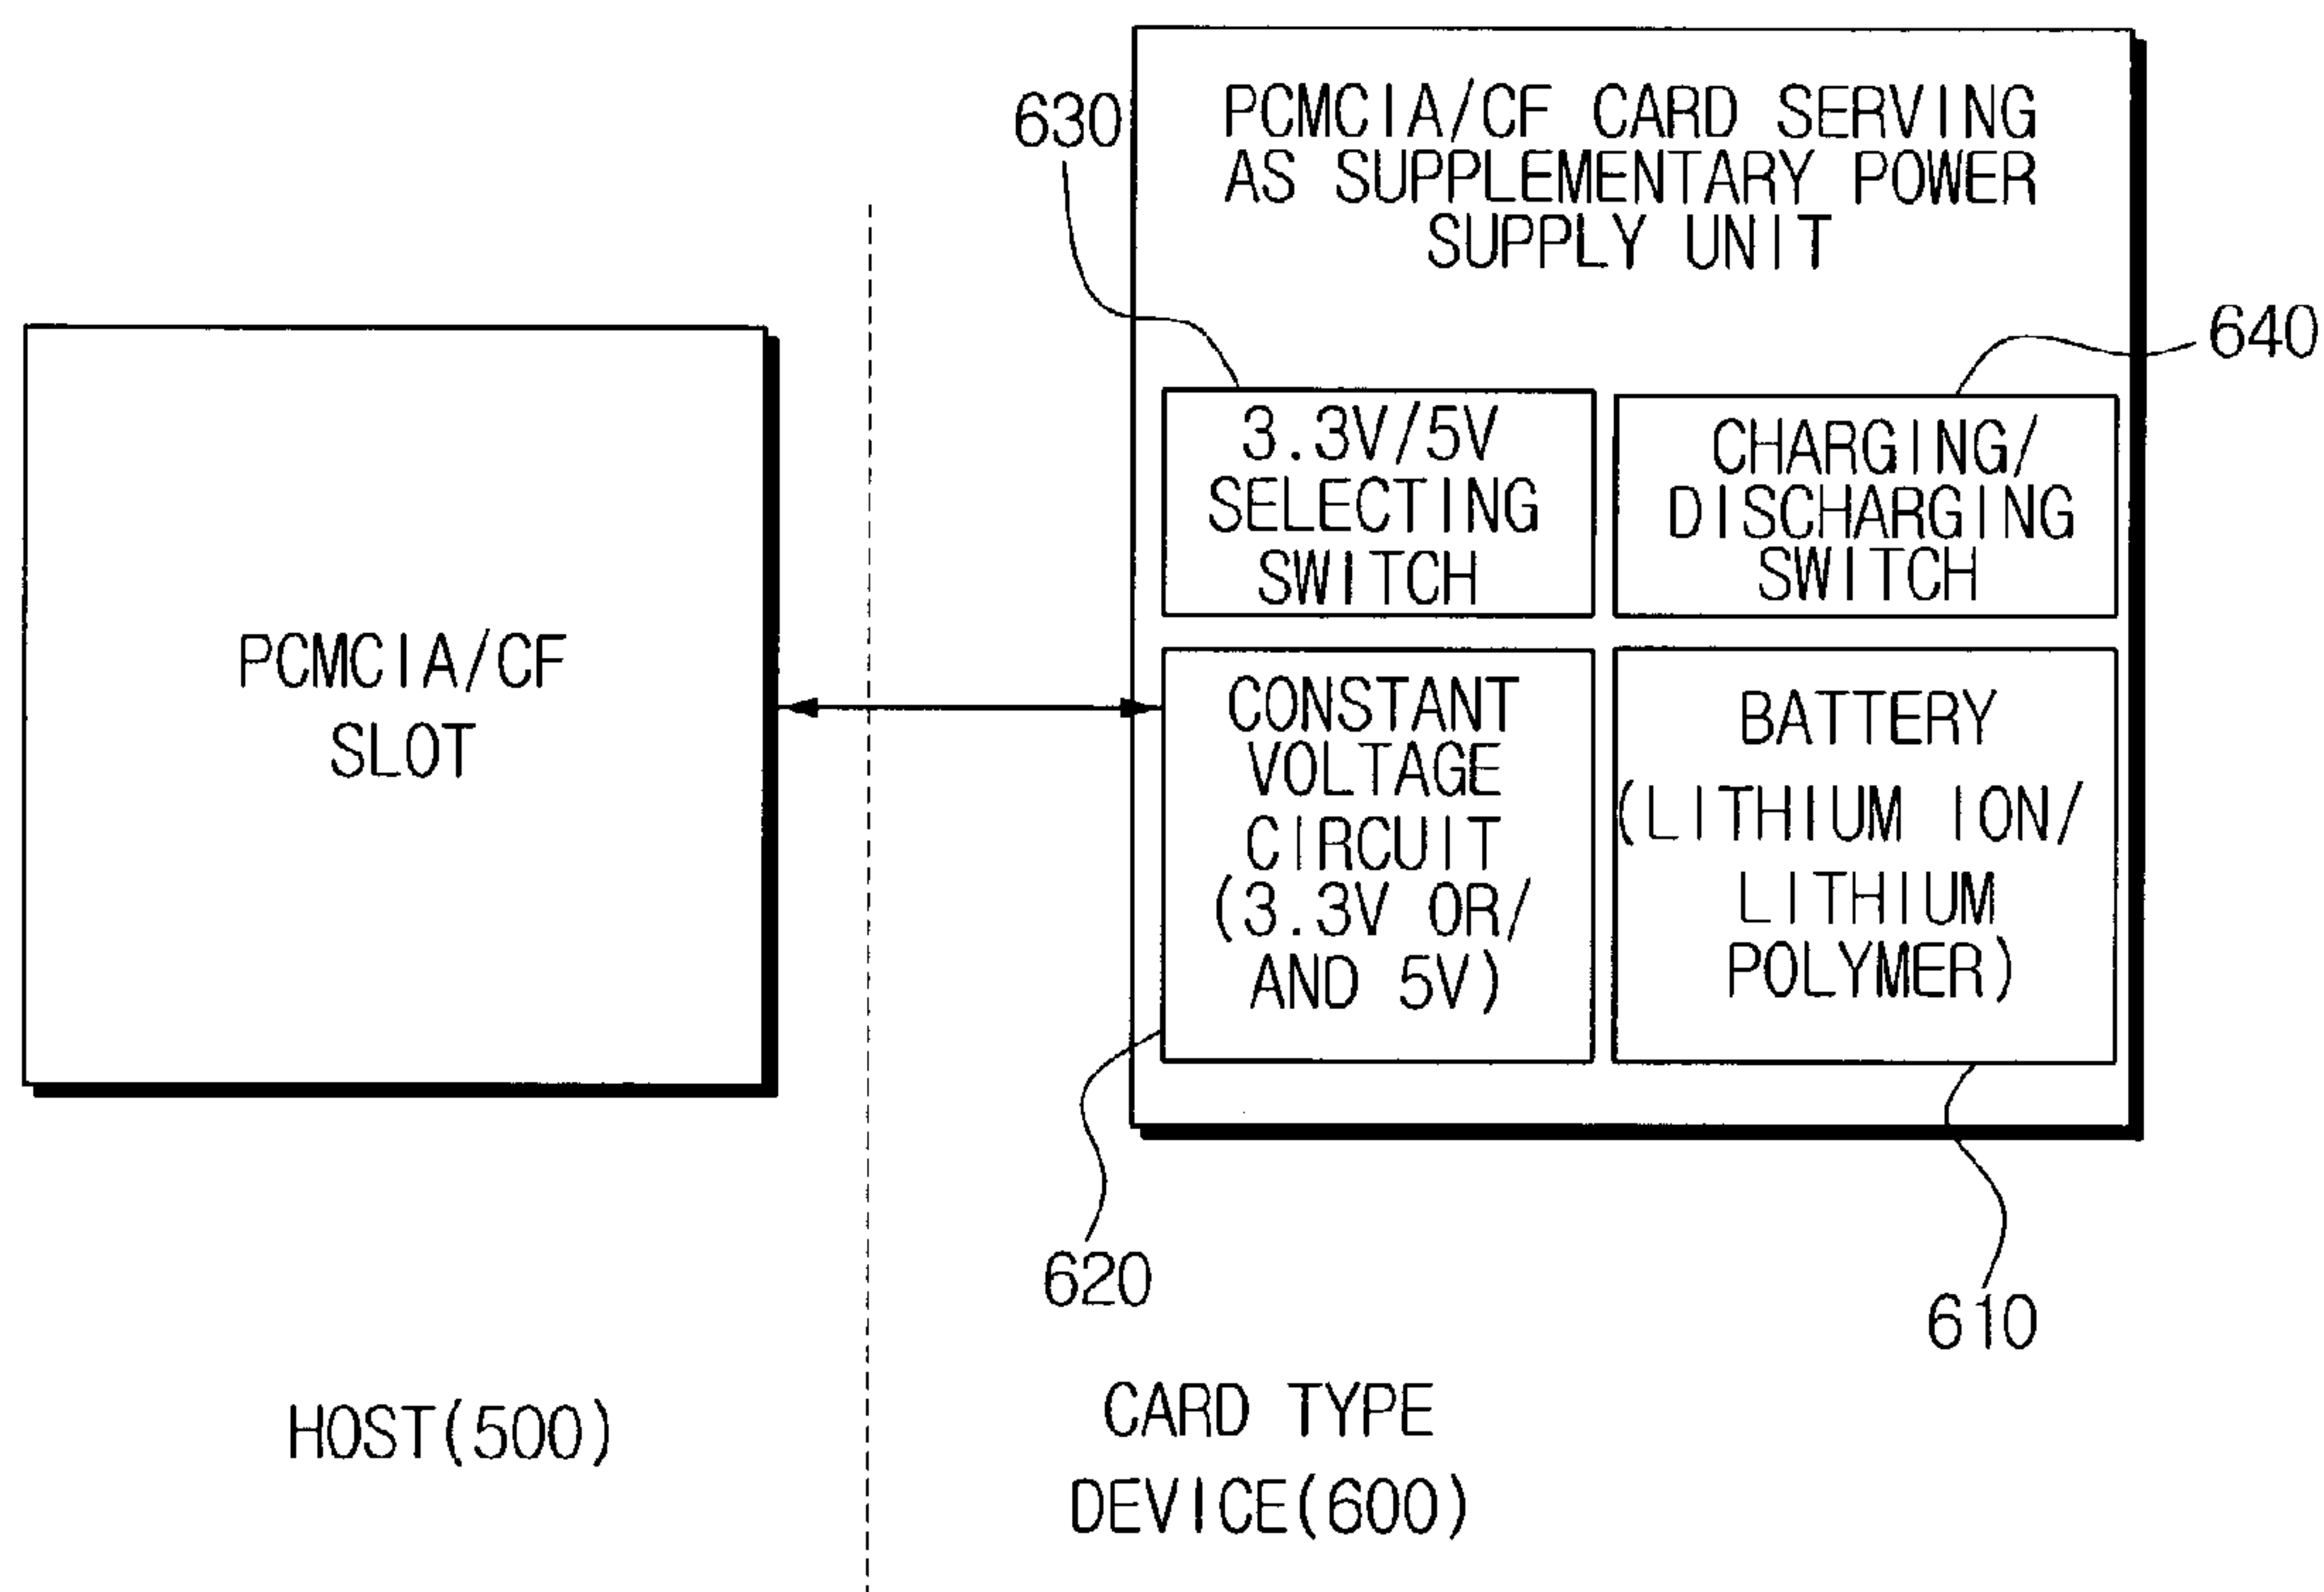 PCMCIA/CF CARD SERVING
AS SUPPLEMENTARY POWER
SUPPLY UNIT
630
640
3.3V/5V
SELECTING
SWITCH
CHARGING/
DISCHARGING
SWITCH
PCMCIA/CF
SLOT
CONSTANT
VOLTAGE
CIRCUIT
(3.3V OR/
AND 5V)
BATTERY
(LITHIUM ION/
LITHIUM
POLYMER)
620
610
HOST(500)
CARD TYPE
DEVICE(600)